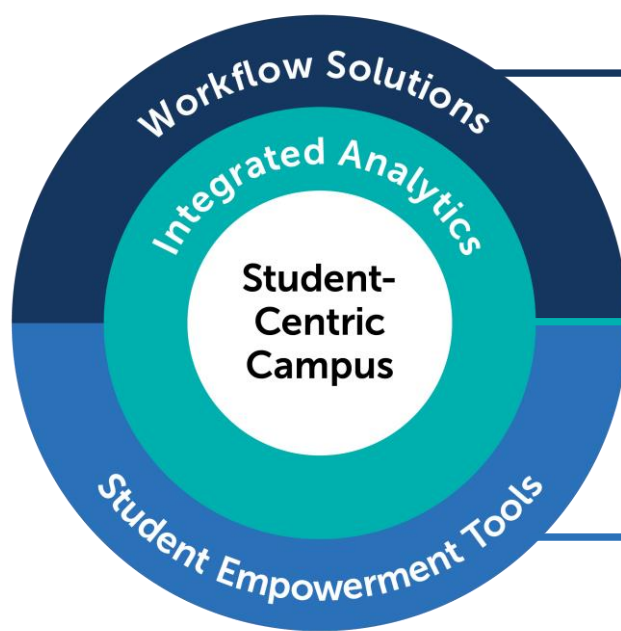 Workflow Solutions
Integrated Analytics
Student-
Centric
Campus
Student Empowerment Tools